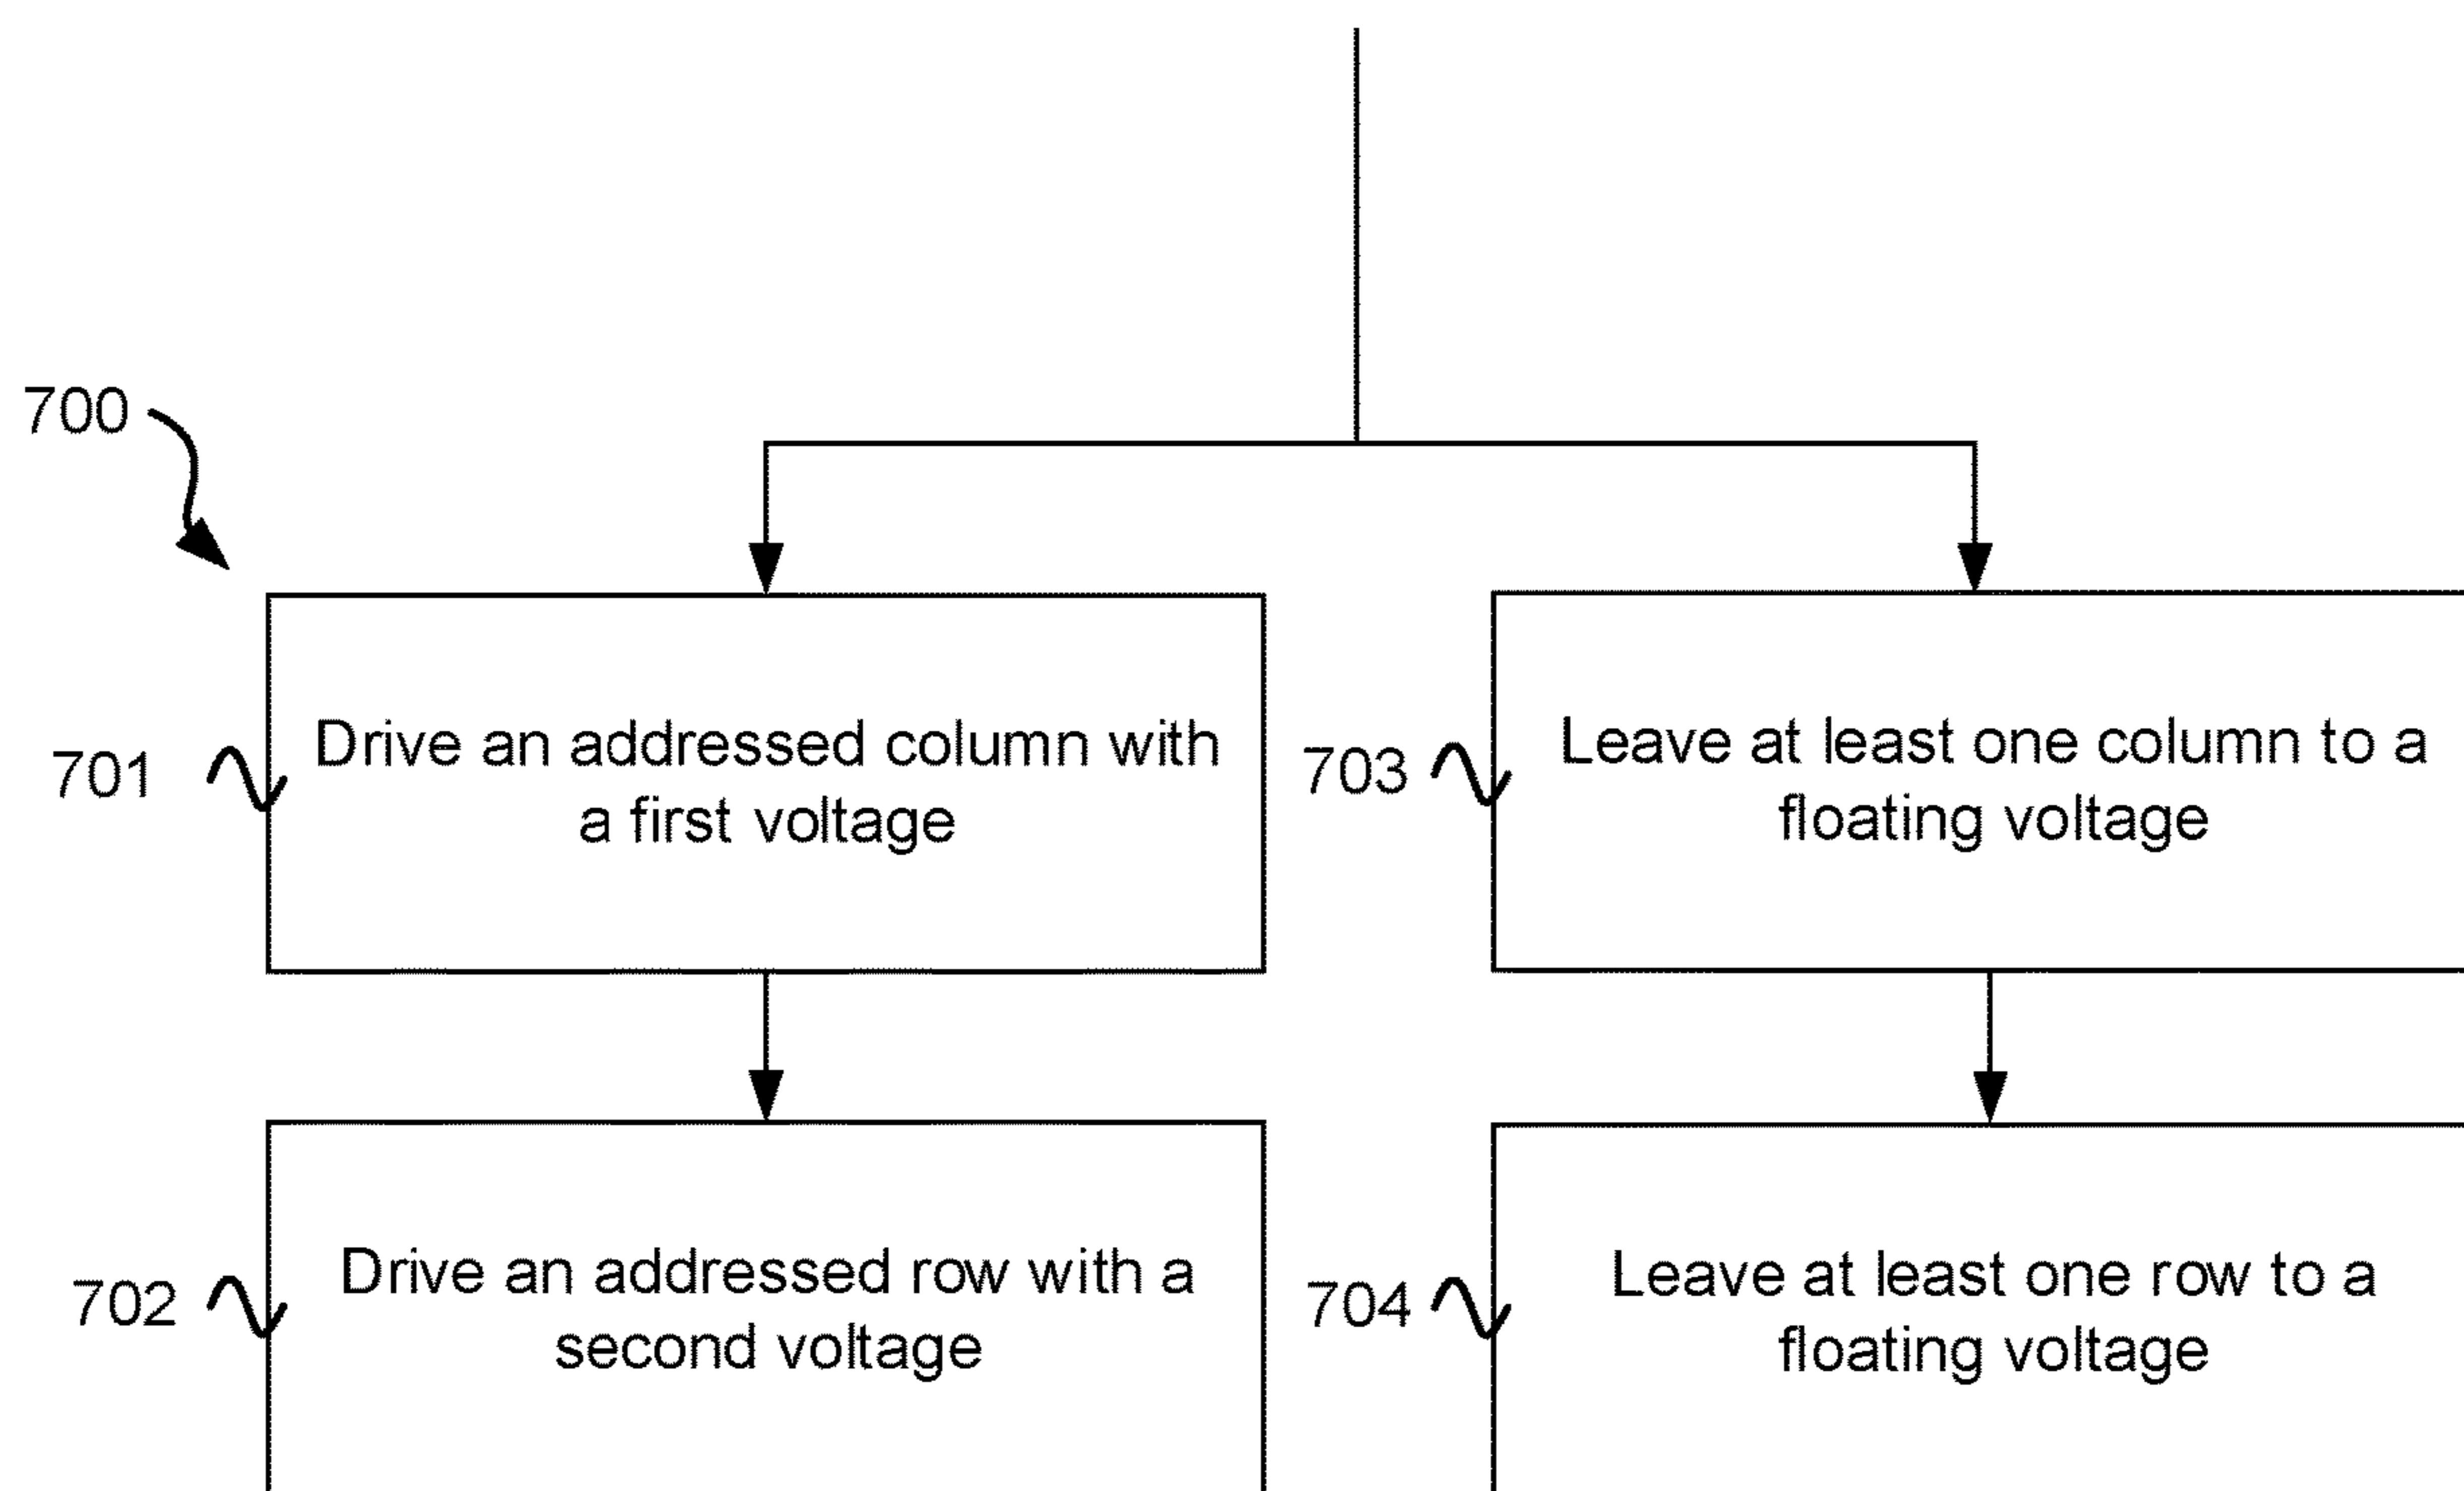 700
701
Drive an addressed column with
a first voltage
703
Leave at least one column to a
floating voltage
702
Drive an addressed row with a
second voltage
704
Leave at least one row to a
floating voltage